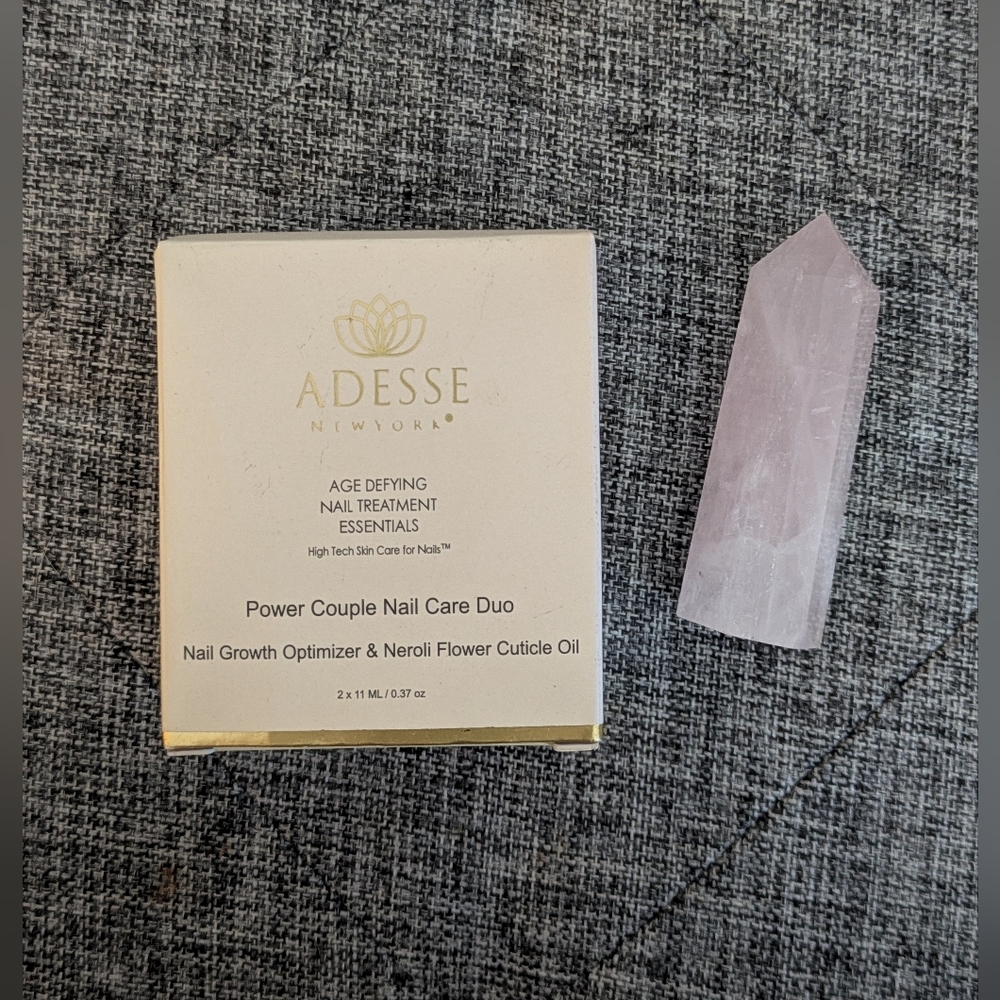 ADESSE
NEW YORK
AGE DEFYING
NAIL TREATMENT
ESSENTIALS
High Tech Skin Care for Nails™
Power Couple Nail Care Duo
Nail Growth Optimizer & Neroli Flower Cuticle Oil
2 x 11 ML / 0.37 oz